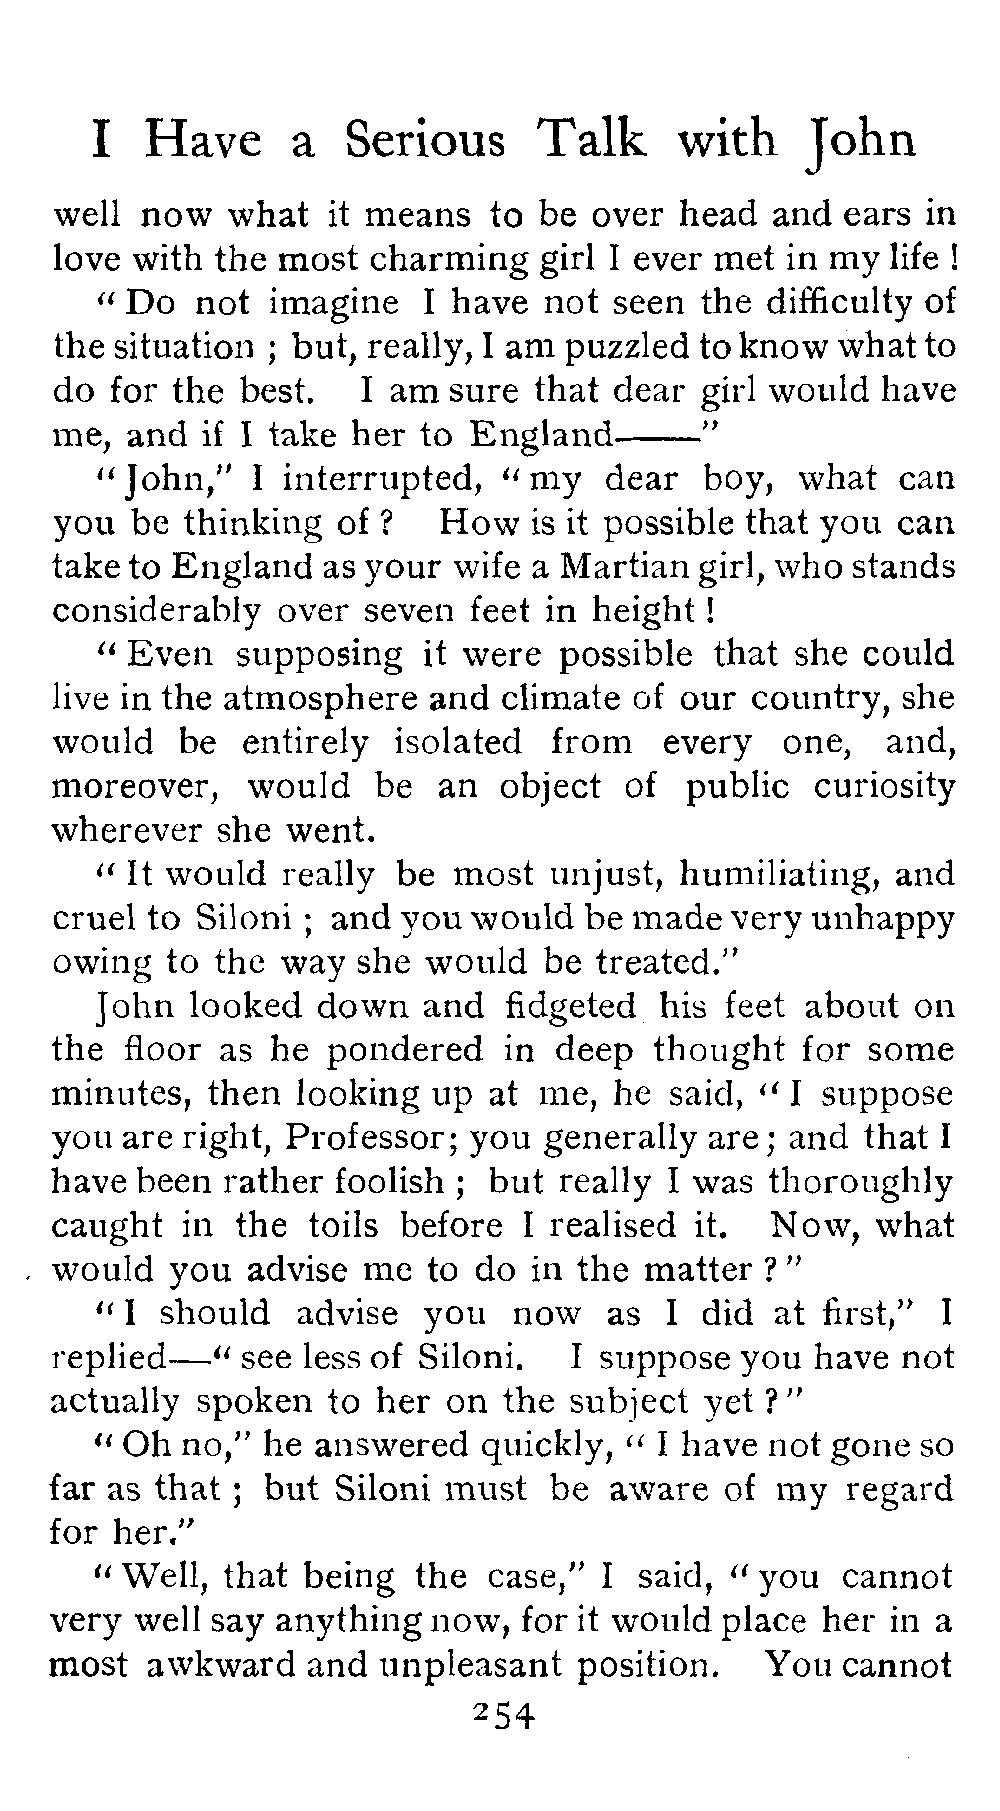 I Have a Serious Talk with John
well now what it means to be over head and ears in
love with the most charming girl I ever met in my life !
" Do not imagine I have not seen the difficulty of
the situation ; but, really, I am puzzled to know what to
do for the best. I am sure that dear girl would have
me, and if I take her to England——"
" John," I interrupted, " my dear boy, what can
you be thinking of ? How is it possible that you can
take to England as your wife a Martian girl, who stands
considerably over seven feet in height !
" Even supposing it were possible that she could
live in the atmosphere and climate of our country, she
would be entirely isolated from every one, and,
moreover, would be an object of public curiosity
wherever she went.
" It would really be most unjust, humiliating, and
cruel to Siloni ; and you would be made very unhappy
owing to the way she would be treated."
John looked down and fidgeted his feet about on
the floor as he pondered in deep thought for some
minutes, then looking up at me, he said, " I suppose
you are right, Professor; you generally are; and that I
have been rather foolish ; but really I was thoroughly
caught in the toils before I realised it. Now, what
would you advise me to do in the matter ? "
" I should advise you now as I did at first," I
replied—" see less of Siloni. I suppose you have not
actually spoken to her on the subject yet ? "
" Oh no," he answered quickly, " I have not gone so
far as that ; but Siloni must be aware of my regard
for her."
" Well, that being the case," I said, " you cannot
very well say anything now, for it would place her in a
most awkward and unpleasant position. You cannot
254